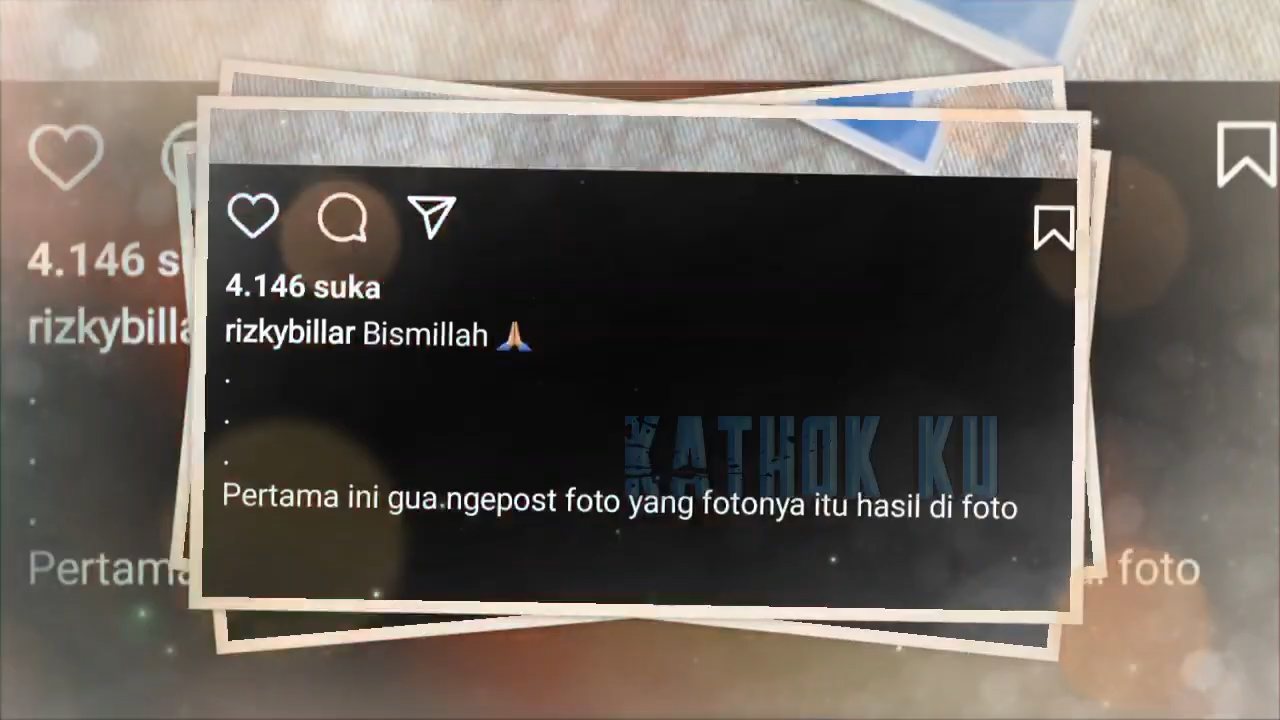 4.146 suka
rizkybillar Bismillah 🙏
.
.
.
Pertama ini gua ngepost foto yang fotonya itu hasil di foto
KATHOK KU
4.146 s
rizkybilla
.
.
.
Pertama
foto